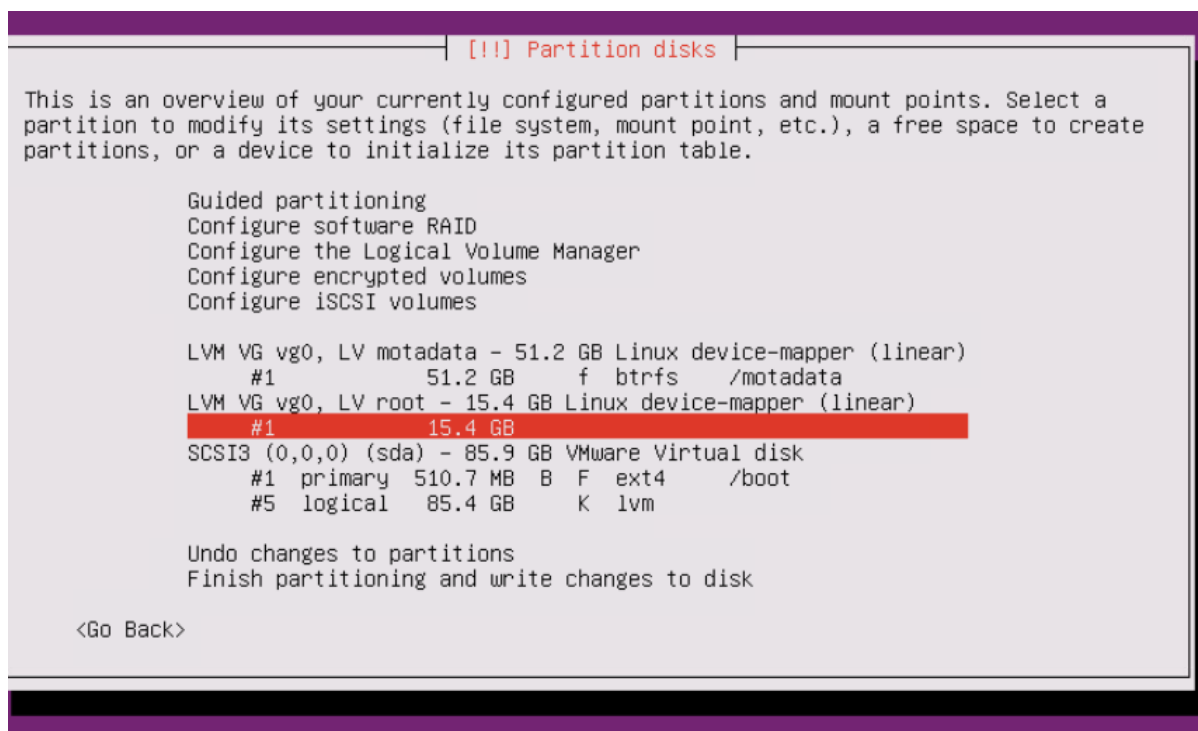 [!!] Partition disks
This is an overview of your currently configured partitions and mount points. Select a
partition to modify its settings (file system, mount point, etc.), a free space to create
partitions, or a device to initialize its partition table.
Guided partitioning
Configure software RAID
Configure the Logical Volume Manager
Configure encrypted volumes
Configure iSCSI volumes
LVM VG vg0, LV motadata - 51.2 GB Linux device-mapper (linear)
#1 51.2 GB f btrfs /motadata
LVM VG vg0, LV root - 15.4 GB Linux device-mapper (linear)
#1 15.4 GB
SCSI3 (0,0,0) (sda) - 85.9 GB VMware Virtual disk
#1 primary 510.7 MB B F ext4 /boot
#5 logical 85.4 GB K lvm
Undo changes to partitions
Finish partitioning and write changes to disk
<Go Back>